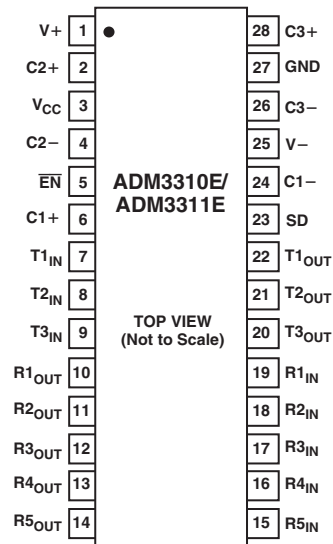 V+ 1 28 C3+
C2+ 2 27 GND
VCC 3 26 C3–
C2– 4 25 V–
EN 5 24 C1–
ADM3310E/
ADM3311E
C1+ 6 23 SD
T1IN 7 22 T1OUT
T2IN 8 21 T2OUT
T3IN 9 20 T3OUT
TOP VIEW
(Not to Scale)
R1OUT 10 19 R1IN
R2OUT 11 18 R2IN
R3OUT 12 17 R3IN
R4OUT 13 16 R4IN
R5OUT 14 15 R5IN